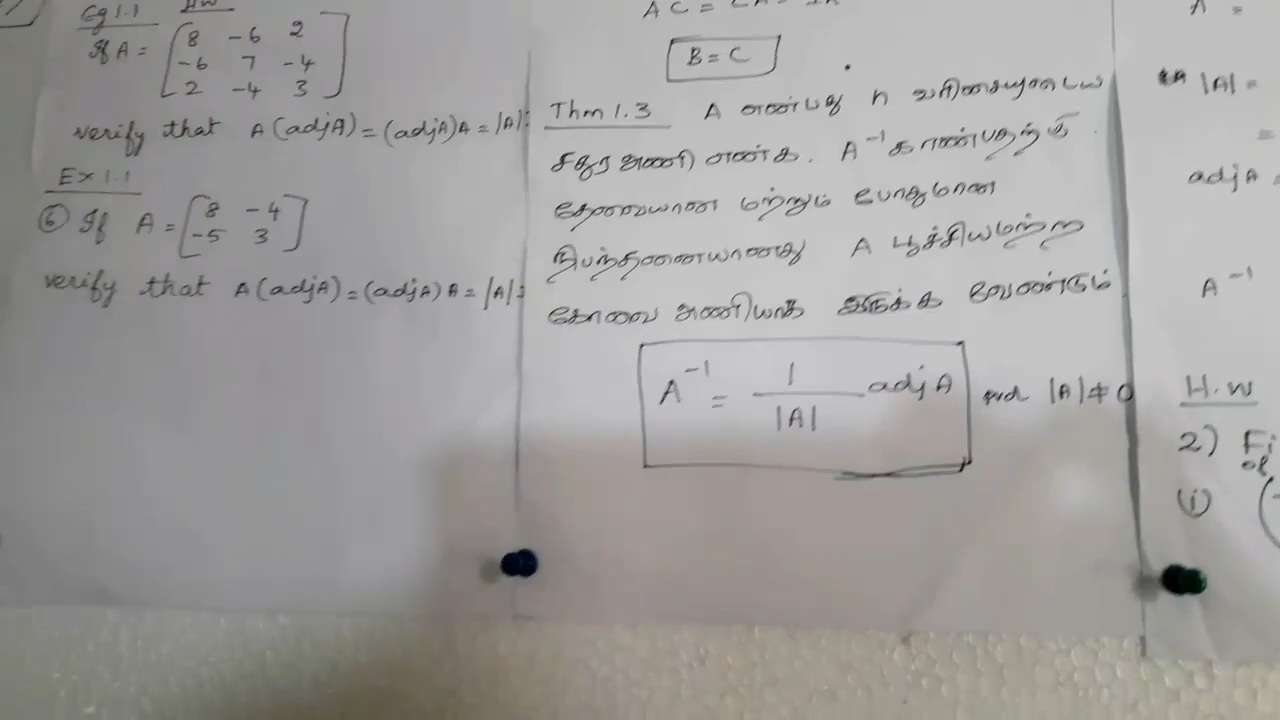 Eg 1.1 HW
If A = [8 -6 2
-6 7 -4
2 -4 3]
verify that A(adjA) = (adjA)A = |A|
Ex 1.1
⑥ If A = [8 -4
-5 3]
verify that A(adjA) = (adjA)A = |A|
AC = CA =
B = C
Thm 1.3 A என்பது n வரிசையுடைய
சதுர அணி என்க. A⁻¹ காண்பதற்கு
தேவையான மற்றும் போதுமான
நிபந்தனையானது A பூச்சியமற்ற
கோவை அணியாக இருக்க வேண்டும்
A⁻¹ = 1/|A| adj A and |A| ≠ 0
A =
|A| =
=
adjA =
A⁻¹
H.W
2) Fi
of
(i) (